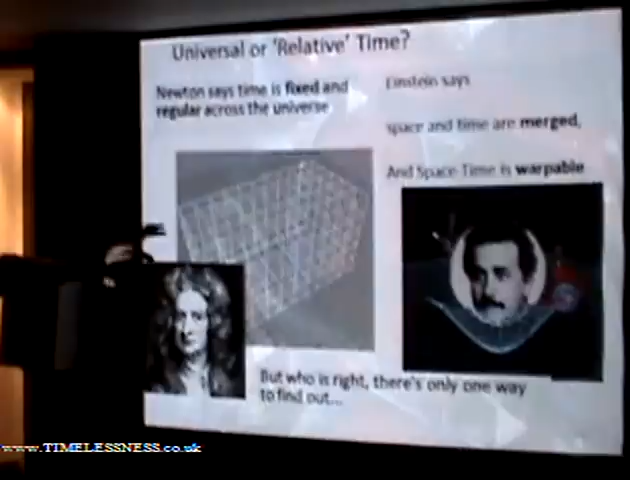 Universal or 'Relative' Time?
Newton says time is fixed and
regular across the universe
Einstein says
space and time are merged,
And Space-Time is warpable
But who is right, there's only one way
to find out...
www.TIMELESSNESS.co.uk